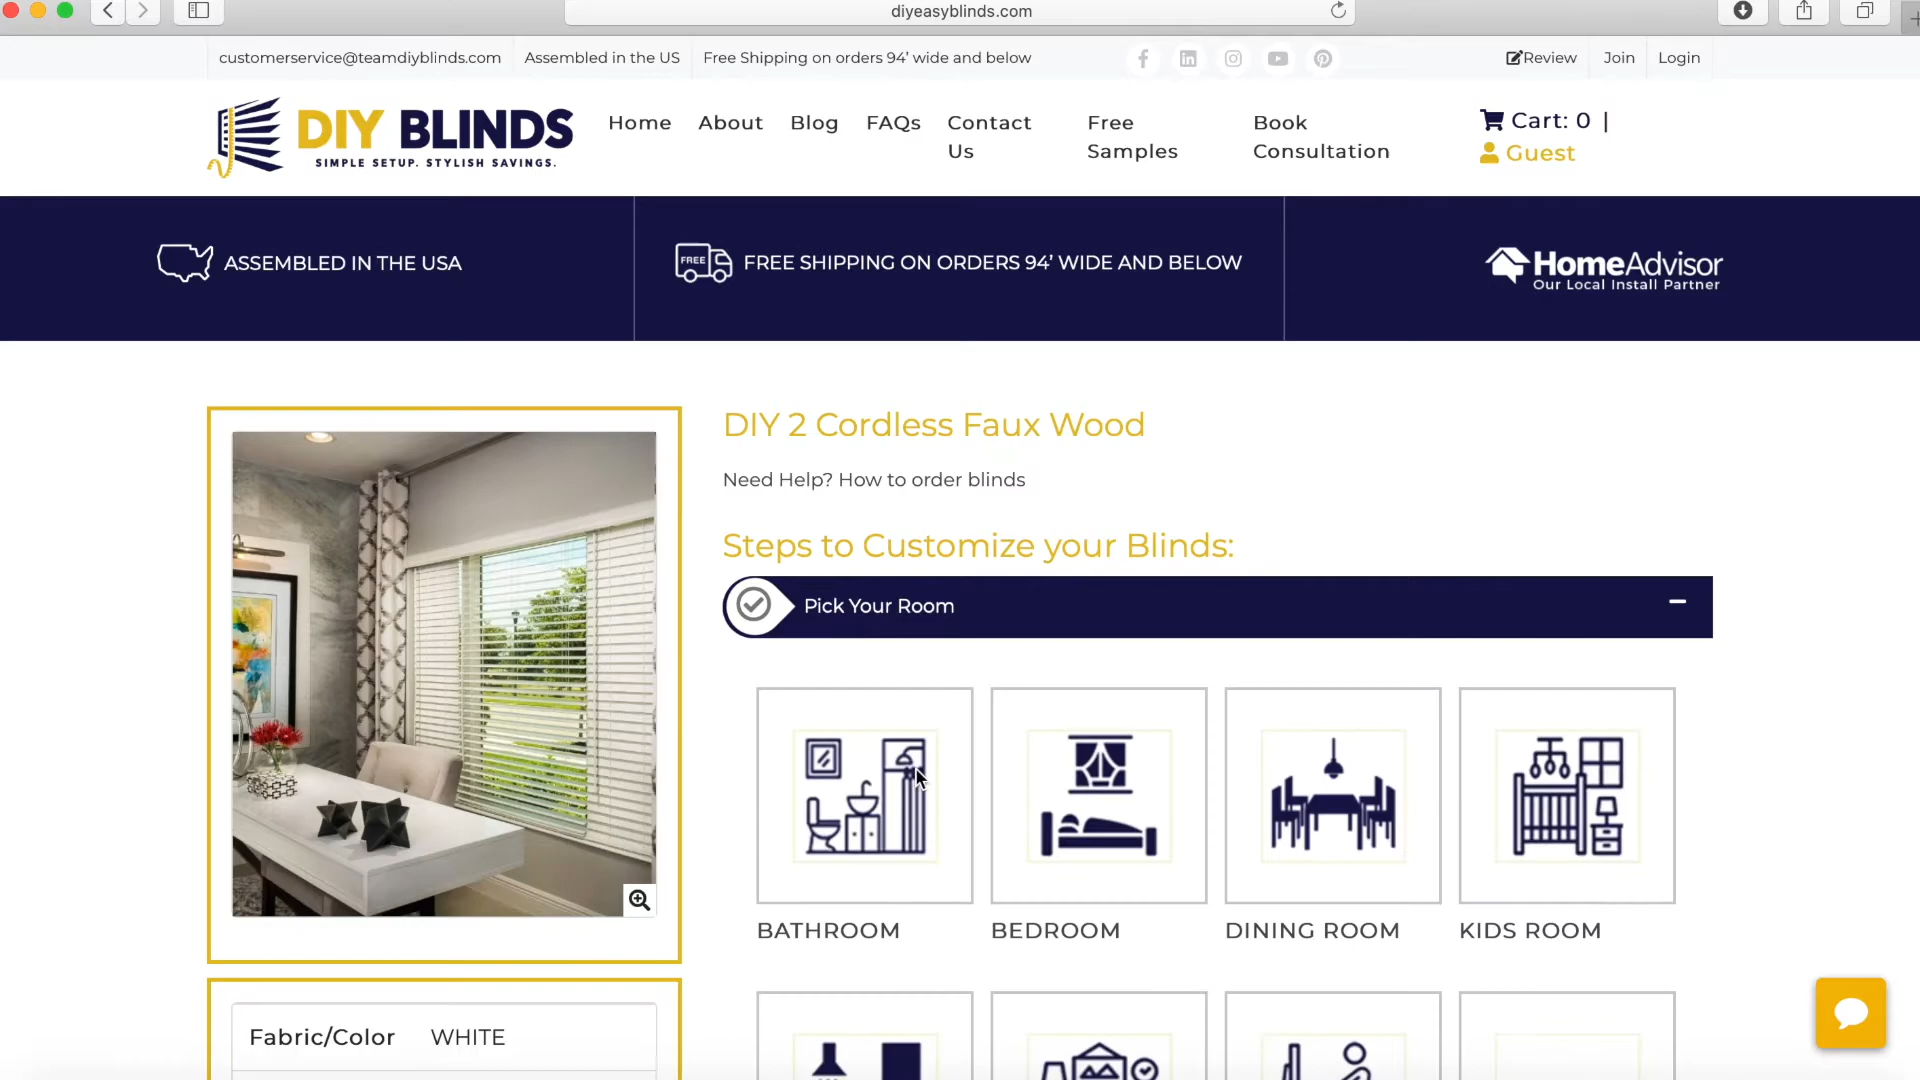 diyeasyblinds.com
customerservice@teamdiyblinds.com
Assembled in the US
Free Shipping on orders 94’ wide and below
Review
Join
Login
DIY BLINDS
SIMPLE SETUP. STYLISH SAVINGS.
Home
About
Blog
FAQs
Contact
Us
Free
Samples
Book
Consultation
Cart: 0 |
Guest
ASSEMBLED IN THE USA
FREE
FREE SHIPPING ON ORDERS 94’ WIDE AND BELOW
HomeAdvisor
Our Local Install Partner
DIY 2 Cordless Faux Wood
Need Help? How to order blinds
Steps to Customize your Blinds:
Pick Your Room
BATHROOM
BEDROOM
DINING ROOM
KIDS ROOM
Fabric/Color WHITE